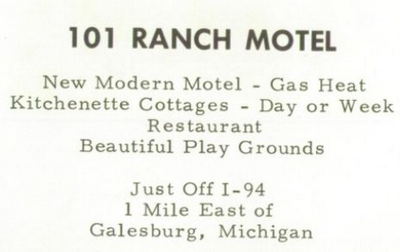 101 RANCH MOTEL
New Modern Motel - Gas Heat
Kitchenette Cottages - Day or Week
Restaurant
Beautiful Play Grounds
Just Off I-94
1 Mile East of
Galesburg, Michigan